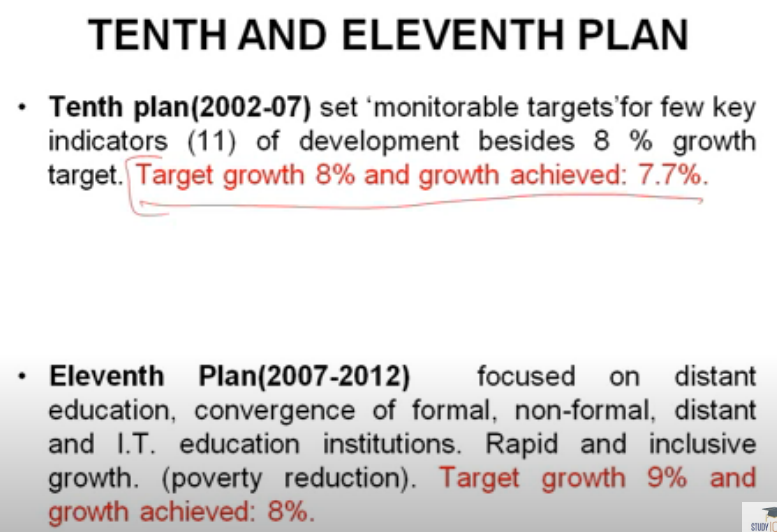 TENTH AND ELEVENTH PLAN
• Tenth plan(2002-07) set ‘monitorable targets’for few key
indicators (11) of development besides 8 % growth
target. Target growth 8% and growth achieved: 7.7%.
• Eleventh Plan(2007-2012) focused on distant
education, convergence of formal, non-formal, distant
and I.T. education institutions. Rapid and inclusive
growth. (poverty reduction). Target growth 9% and
growth achieved: 8%.
STUDY